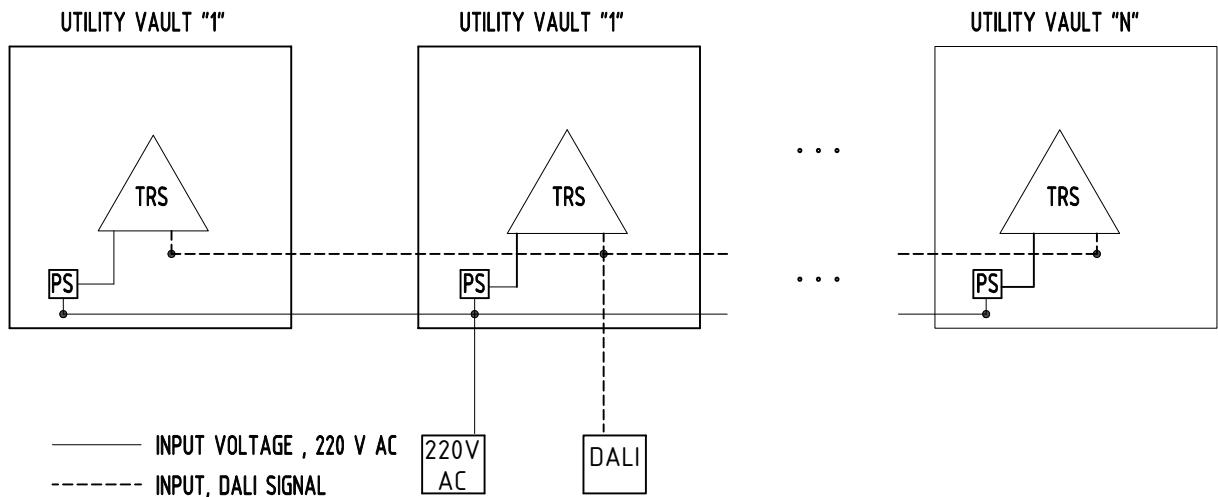 UTILITY VAULT "1"
UTILITY VAULT "1"
UTILITY VAULT "N"
TRS
TRS
TRS
PS
PS
PS
INPUT VOLTAGE , 220 V AC
INPUT, DALI SIGNAL
220V
AC
DALI